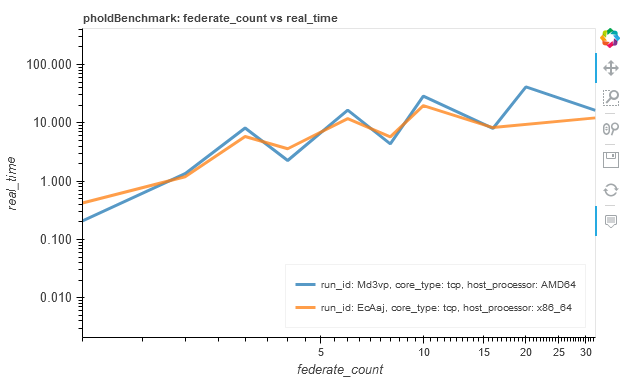 pholdBenchmark: federate_count vs real_time
100.000
10.000
1.000
0.100
0.010
real_time
run_id: Md3vp, core_type: tcp, host_processor: AMD64
run_id: EcAaj, core_type: tcp, host_processor: x86_64
5 10 15 20 25 30
federate_count